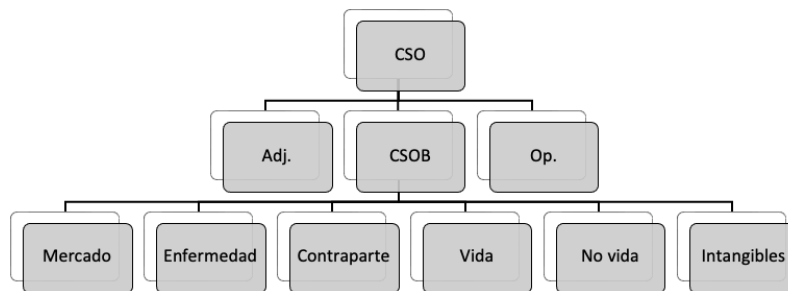 CSO
Adj.
CSOB
Op.
Mercado
Enfermedad
Contraparte
Vida
No vida
Intangibles